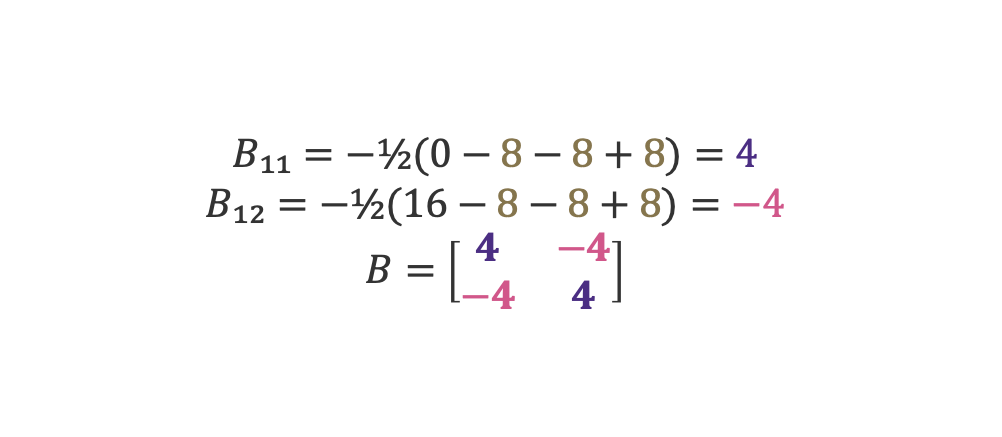 B₁₁ = −½(0 − 8 − 8 + 8) = 4
B₁₂ = −½(16 − 8 − 8 + 8) = −4
B = [4 −4
−4 4]